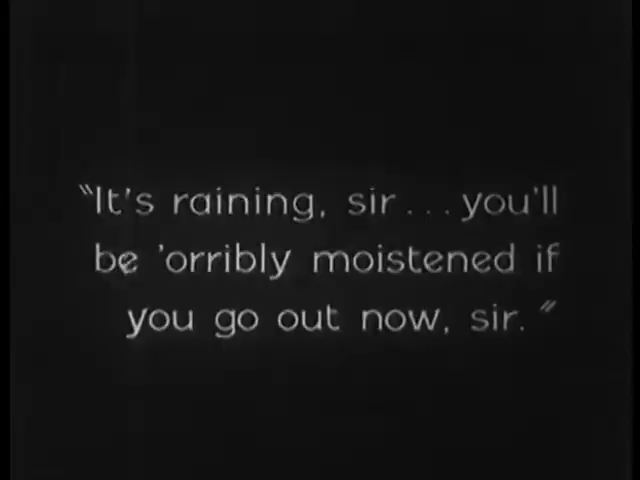 "It's raining, sir... you'll
be 'orribly moistened if
you go out now, sir."